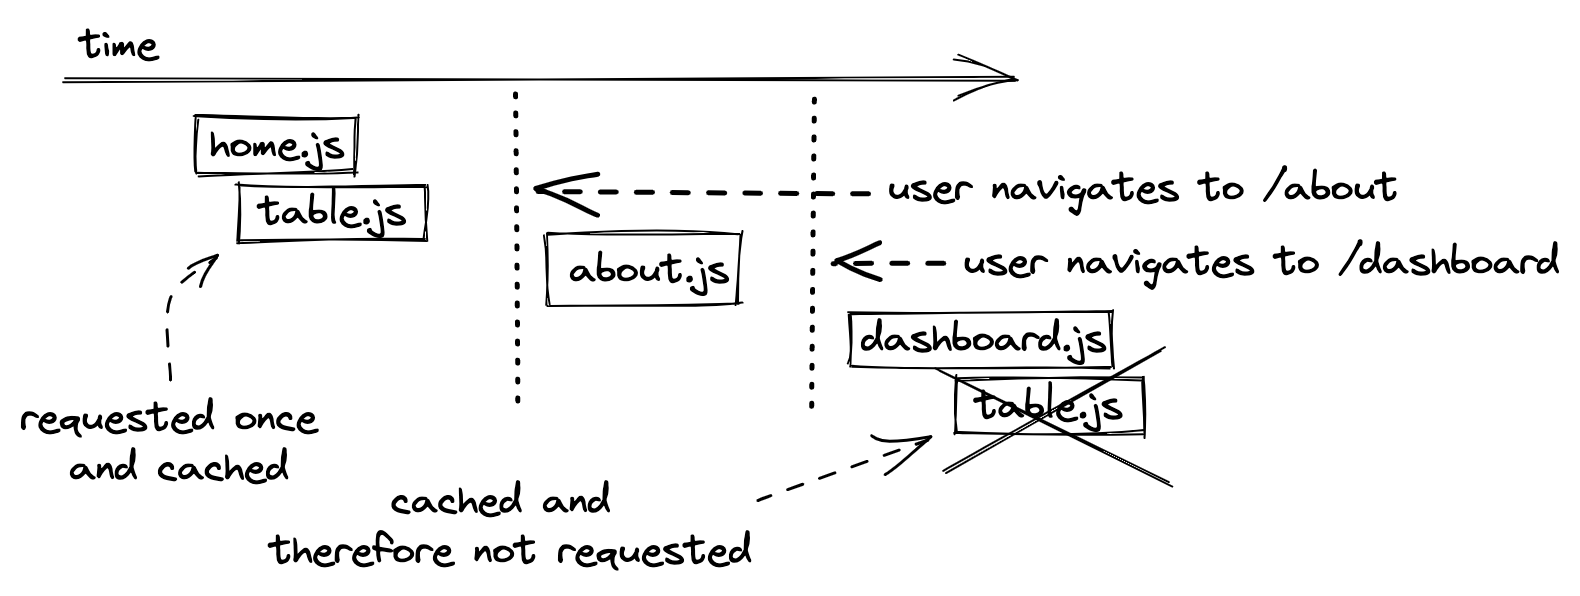 time
home.js
table.js
user navigates to /about
about.js
user navigates to /dashboard
dashboard.js
table.js
requested once
and cached
cached and
therefore not requested